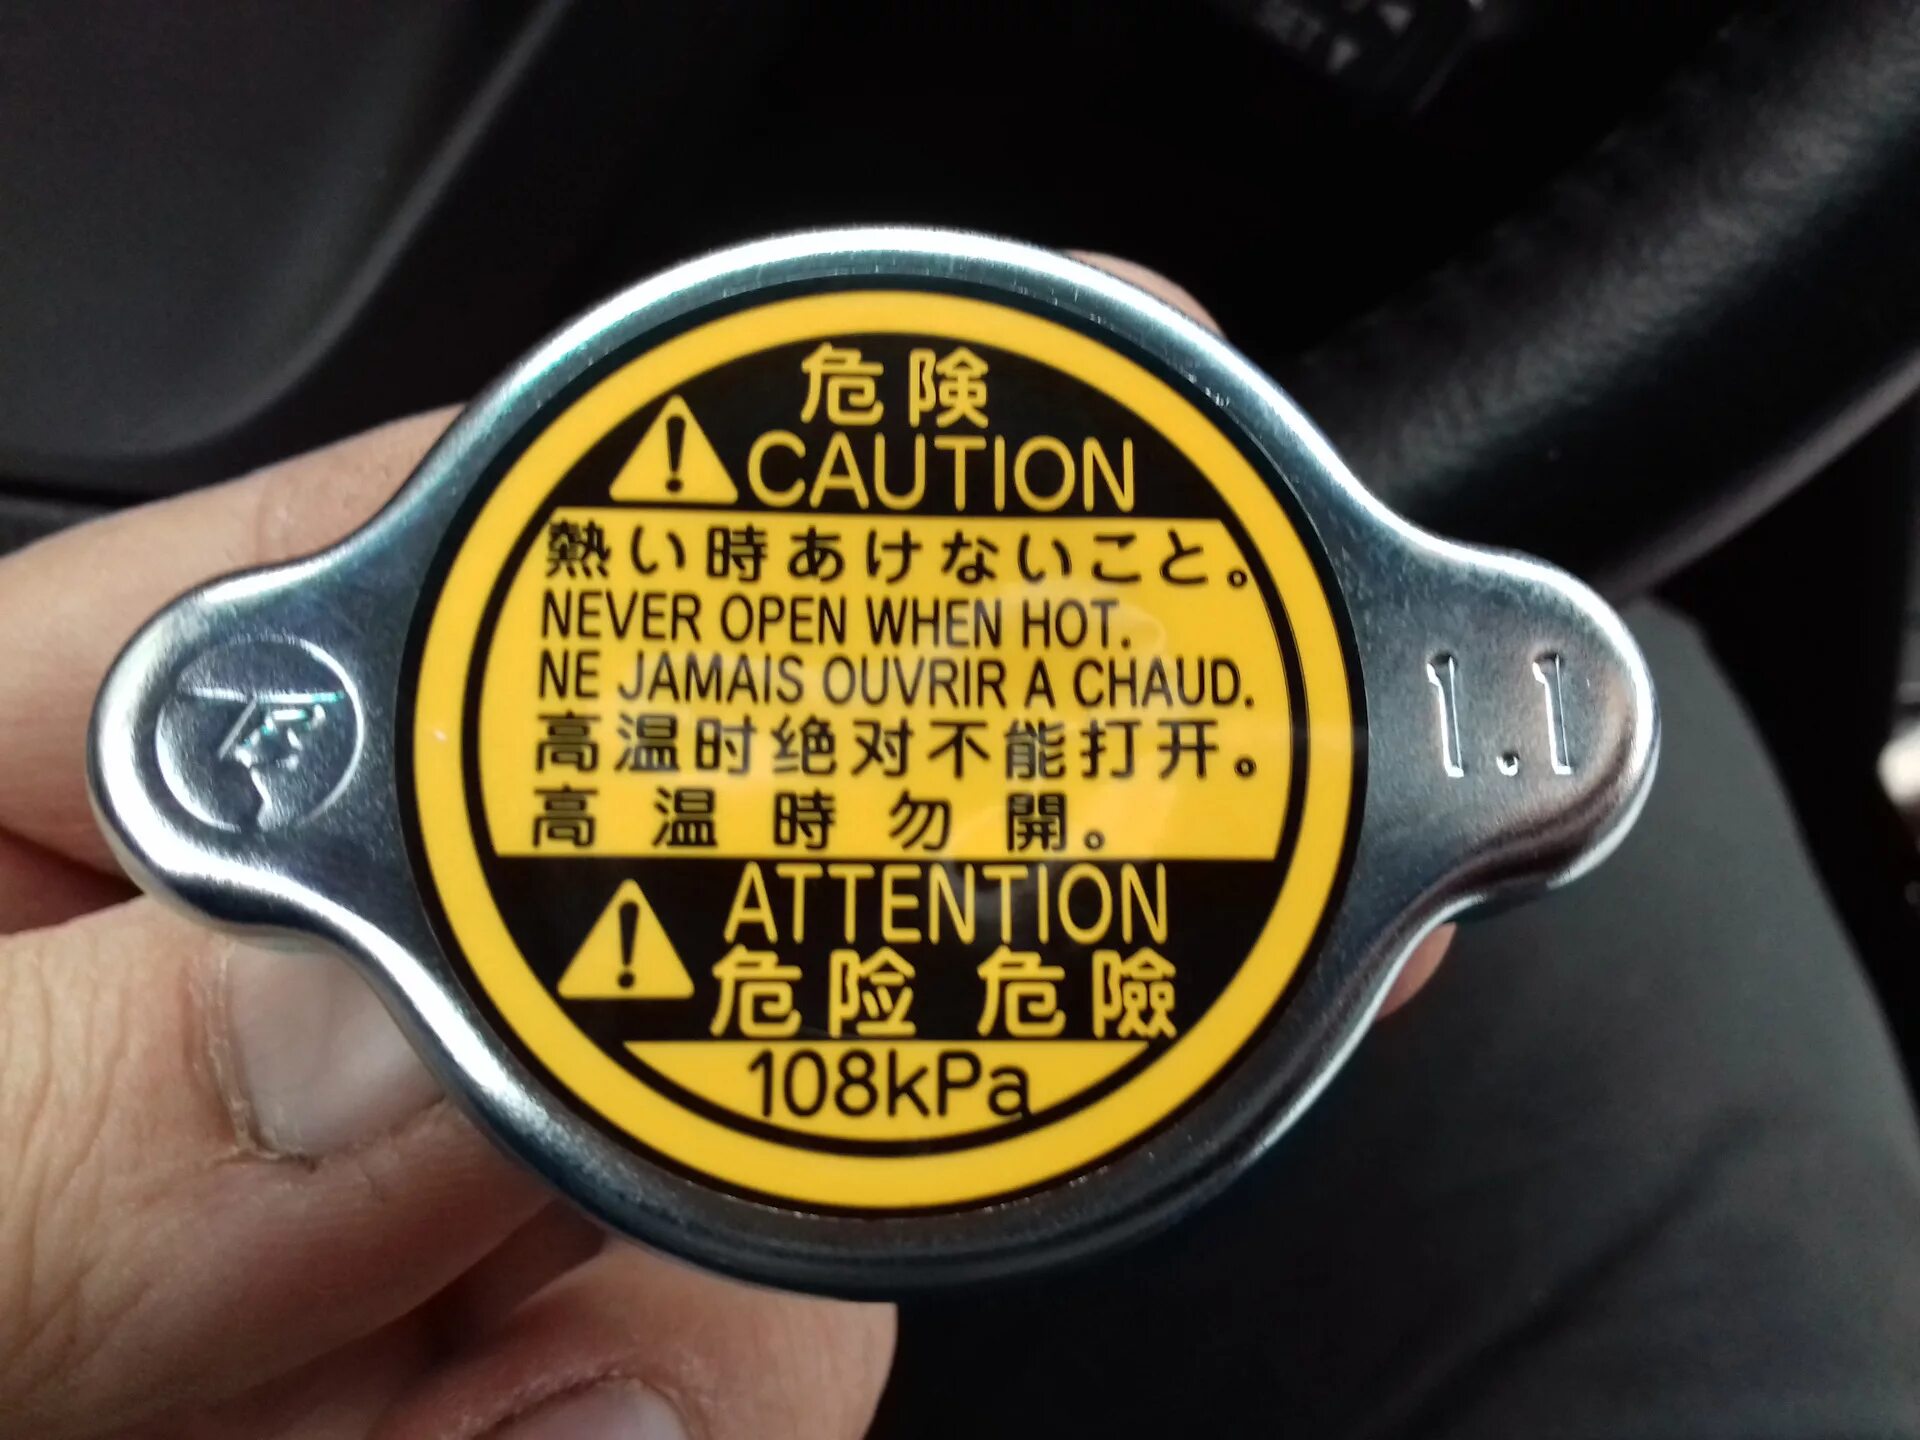 危険
CAUTION
熱い時あけないこと。
NEVER OPEN WHEN HOT.
NE JAMAIS OUVRIR A CHAUD.
高温时绝对不能打开。
高温時勿開。
ATTENTION
危险 危險
108kPa
1.1